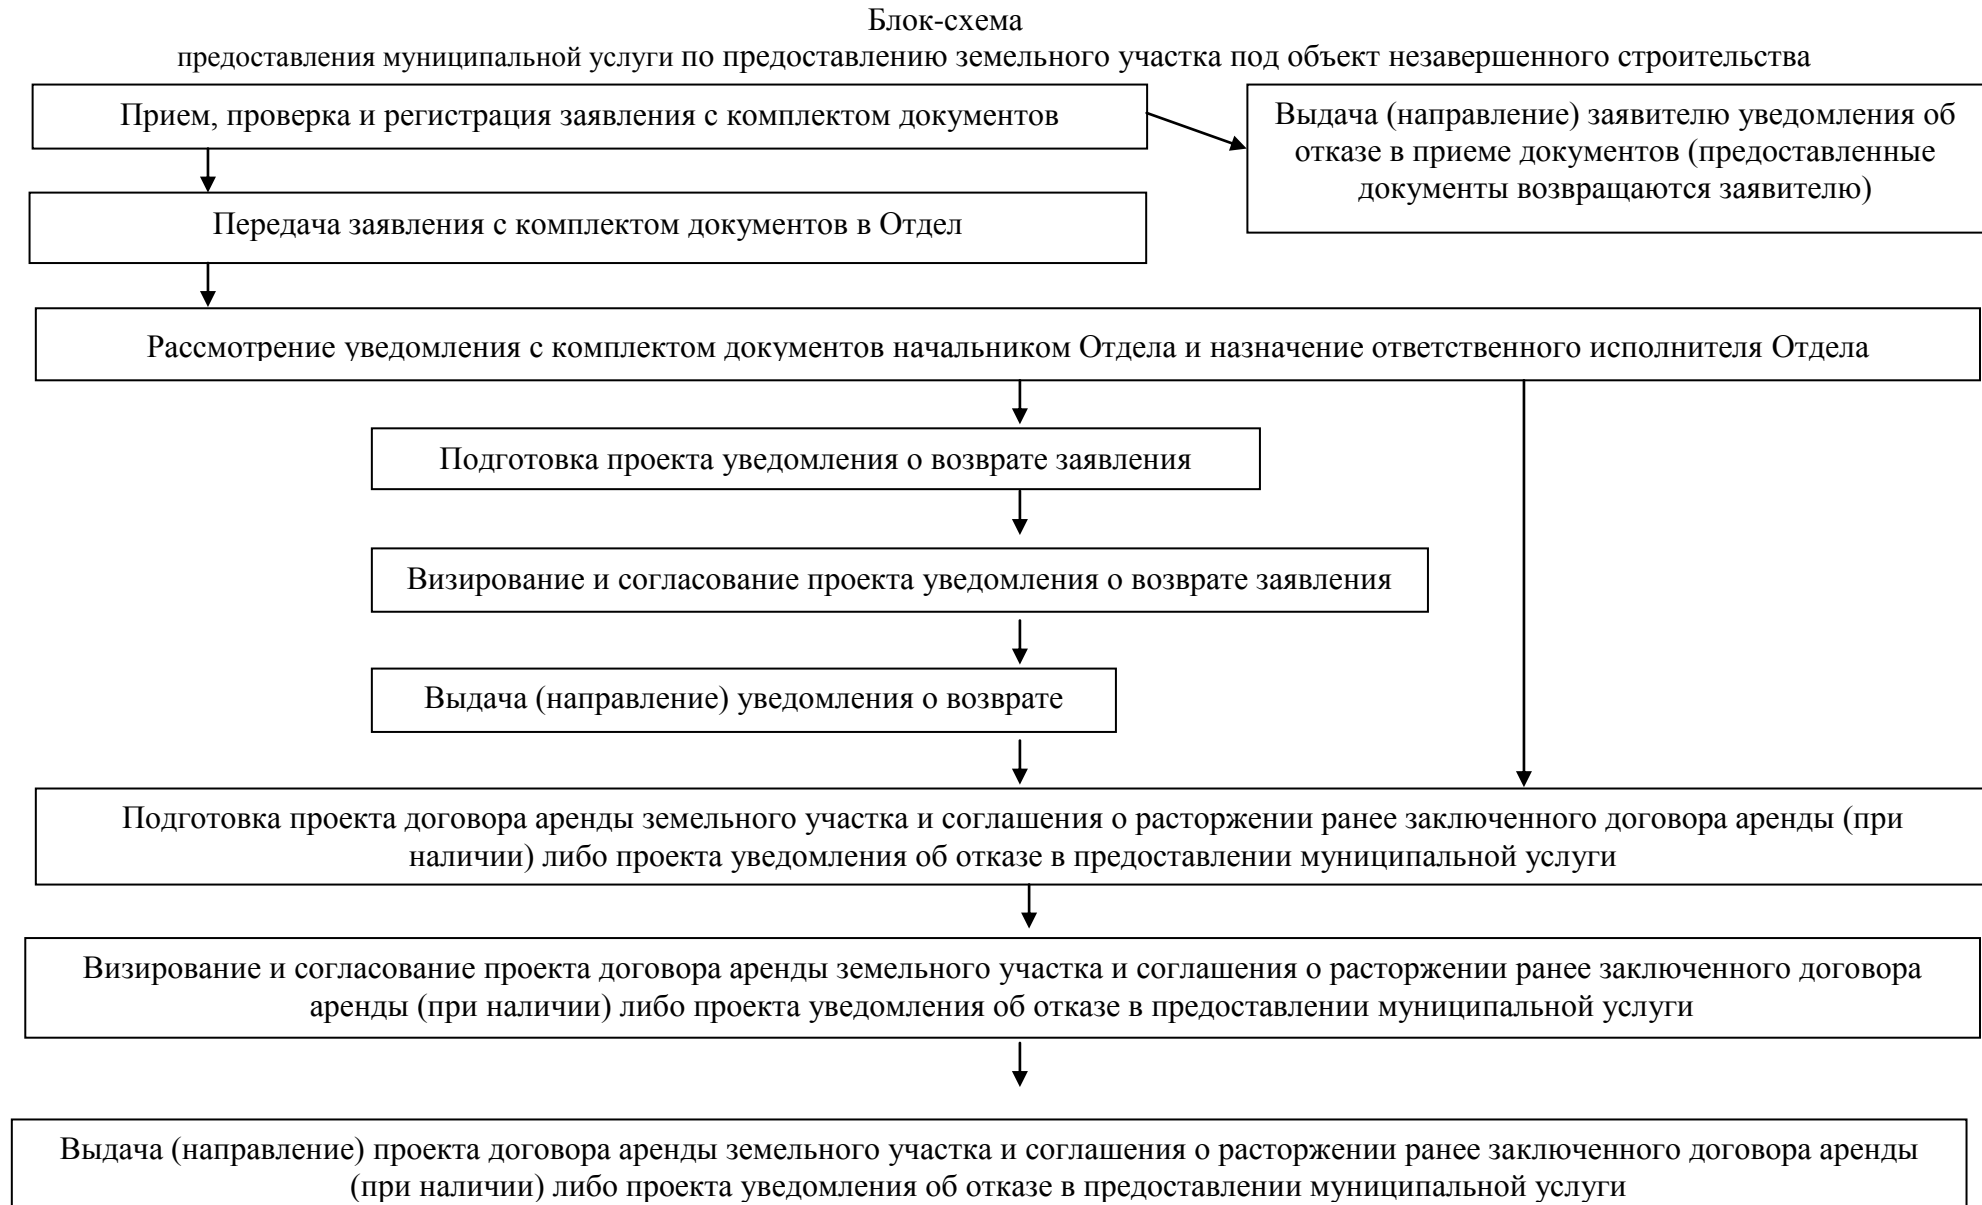 Блок-схема
предоставления муниципальной услуги по предоставлению земельного участка под объект незавершенного строительства
Прием, проверка и регистрация заявления с комплектом документов
Выдача (направление) заявителю уведомления об
отказе в приеме документов (предоставленные
документы возвращаются заявителю)
Передача заявления с комплектом документов в Отдел
Рассмотрение уведомления с комплектом документов начальником Отдела и назначение ответственного исполнителя Отдела
Подготовка проекта уведомления о возврате заявления
Визирование и согласование проекта уведомления о возврате заявления
Выдача (направление) уведомления о возврате
Подготовка проекта договора аренды земельного участка и соглашения о расторжении ранее заключенного договора аренды (при
наличии) либо проекта уведомления об отказе в предоставлении муниципальной услуги
Визирование и согласование проекта договора аренды земельного участка и соглашения о расторжении ранее заключенного договора
аренды (при наличии) либо проекта уведомления об отказе в предоставлении муниципальной услуги
Выдача (направление) проекта договора аренды земельного участка и соглашения о расторжении ранее заключенного договора аренды
(при наличии) либо проекта уведомления об отказе в предоставлении муниципальной услуги